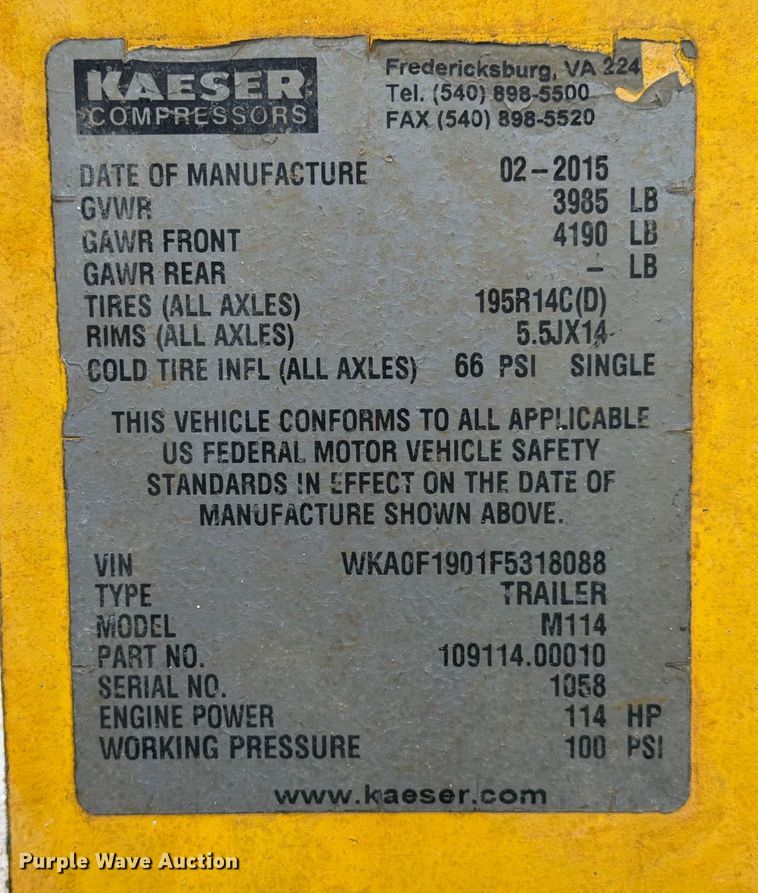 KAESER
COMPRESSORS
Fredericksburg, VA 224
Tel. (540) 898-5500
FAX (540) 898-5520
DATE OF MANUFACTURE 02-2015
GVWR 3985 LB
GAWR FRONT 4190 LB
GAWR REAR - LB
TIRES (ALL AXLES) 195R14C(D)
RIMS (ALL AXLES) 5.5JX14
COLD TIRE INFL (ALL AXLES) 66 PSI SINGLE
THIS VEHICLE CONFORMS TO ALL APPLICABLE
US FEDERAL MOTOR VEHICLE SAFETY
STANDARDS IN EFFECT ON THE DATE OF
MANUFACTURE SHOWN ABOVE.
VIN WKA0F1901F5318088
TYPE TRAILER
MODEL M114
PART NO. 109114.00010
SERIAL NO. 1058
ENGINE POWER 114 HP
WORKING PRESSURE 100 PSI
www.kaeser.com
Purple Wave Auction